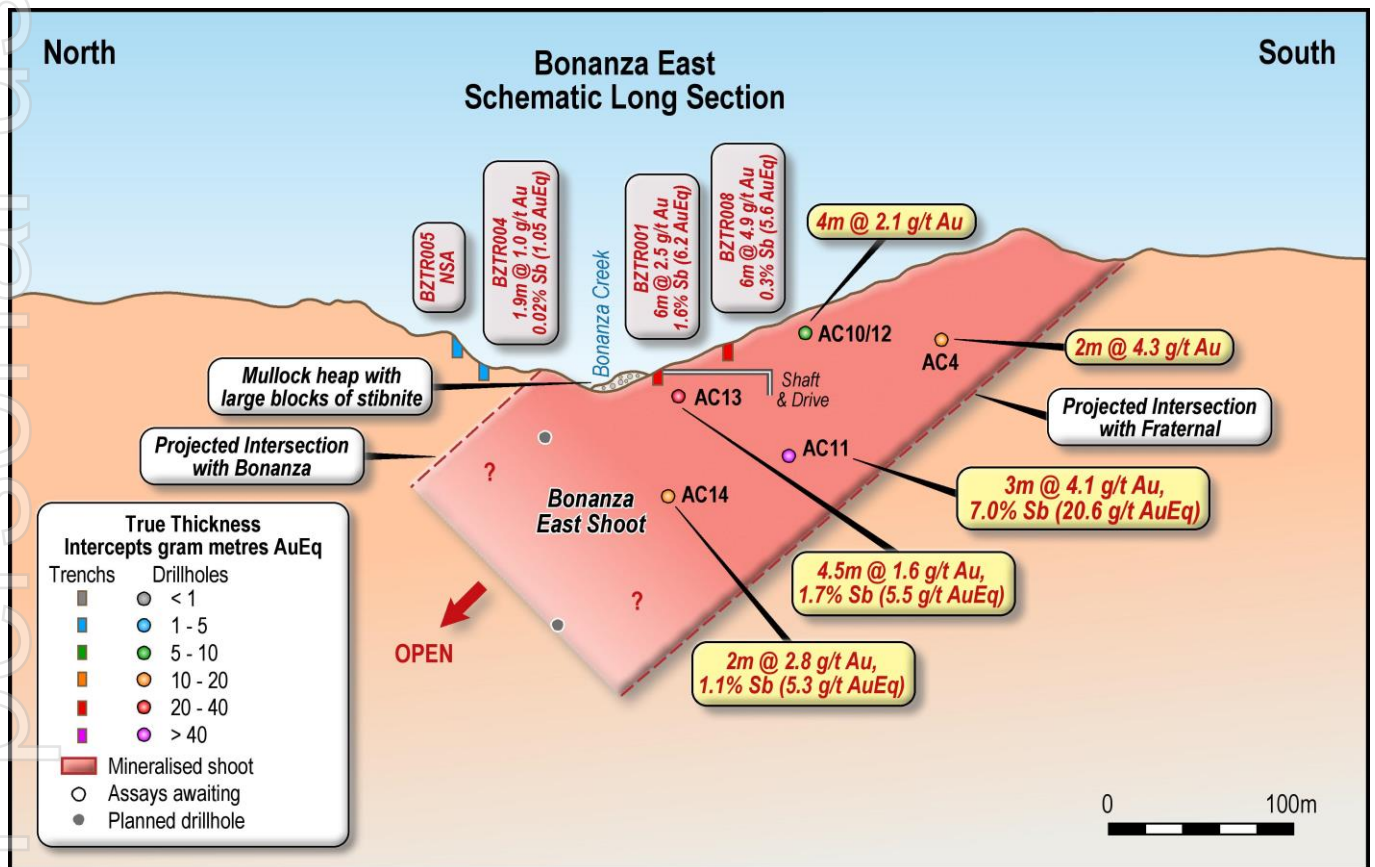 North
South
Bonanza East
Schematic Long Section
BZTR005
NSA
BZTR004
1.9m @ 1.0 g/t Au
0.02% Sb (1.05 AuEq)
Bonanza Creek
BZTR001
6m @ 2.5 g/t Au
1.6% Sb (6.2 AuEq)
BZTR008
6m @ 4.9 g/t Au
0.3% Sb (5.6 AuEq)
4m @ 2.1 g/t Au
AC10/12
AC4
2m @ 4.3 g/t Au
Mullock heap with
large blocks of stibnite
Shaft
& Drive
AC13
Projected Intersection
with Fraternal
Projected Intersection
with Bonanza
AC11
?
AC14
Bonanza
East Shoot
3m @ 4.1 g/t Au,
7.0% Sb (20.6 g/t AuEq)
4.5m @ 1.6 g/t Au,
1.7% Sb (5.5 g/t AuEq)
?
OPEN
2m @ 2.8 g/t Au,
1.1% Sb (5.3 g/t AuEq)
True Thickness
Intercepts gram metres AuEq
Trenchs Drillholes
< 1
1 - 5
5 - 10
10 - 20
20 - 40
> 40
Mineralised shoot
Assays awaiting
Planned drillhole
0 100m